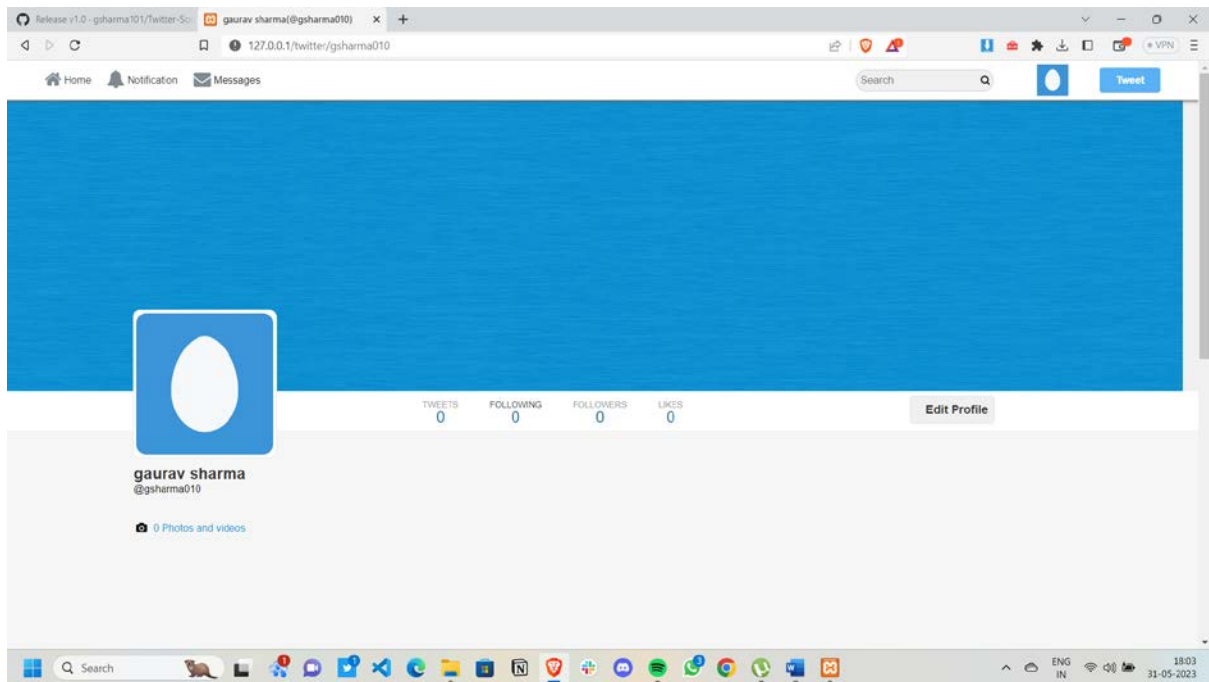 Release v1.0 - gsharma101/Twitter-So
gaurav sharma(@gsharma010)
127.0.0.1/twitter/gsharma010
VPN
Home Notification Messages
Search
Tweet
TWEETS FOLLOWING FOLLOWERS LIKES
0 0 0 0
Edit Profile
gaurav sharma
@gsharma010
0 Photos and videos
Search
ENG
IN
18:03
31-05-2023